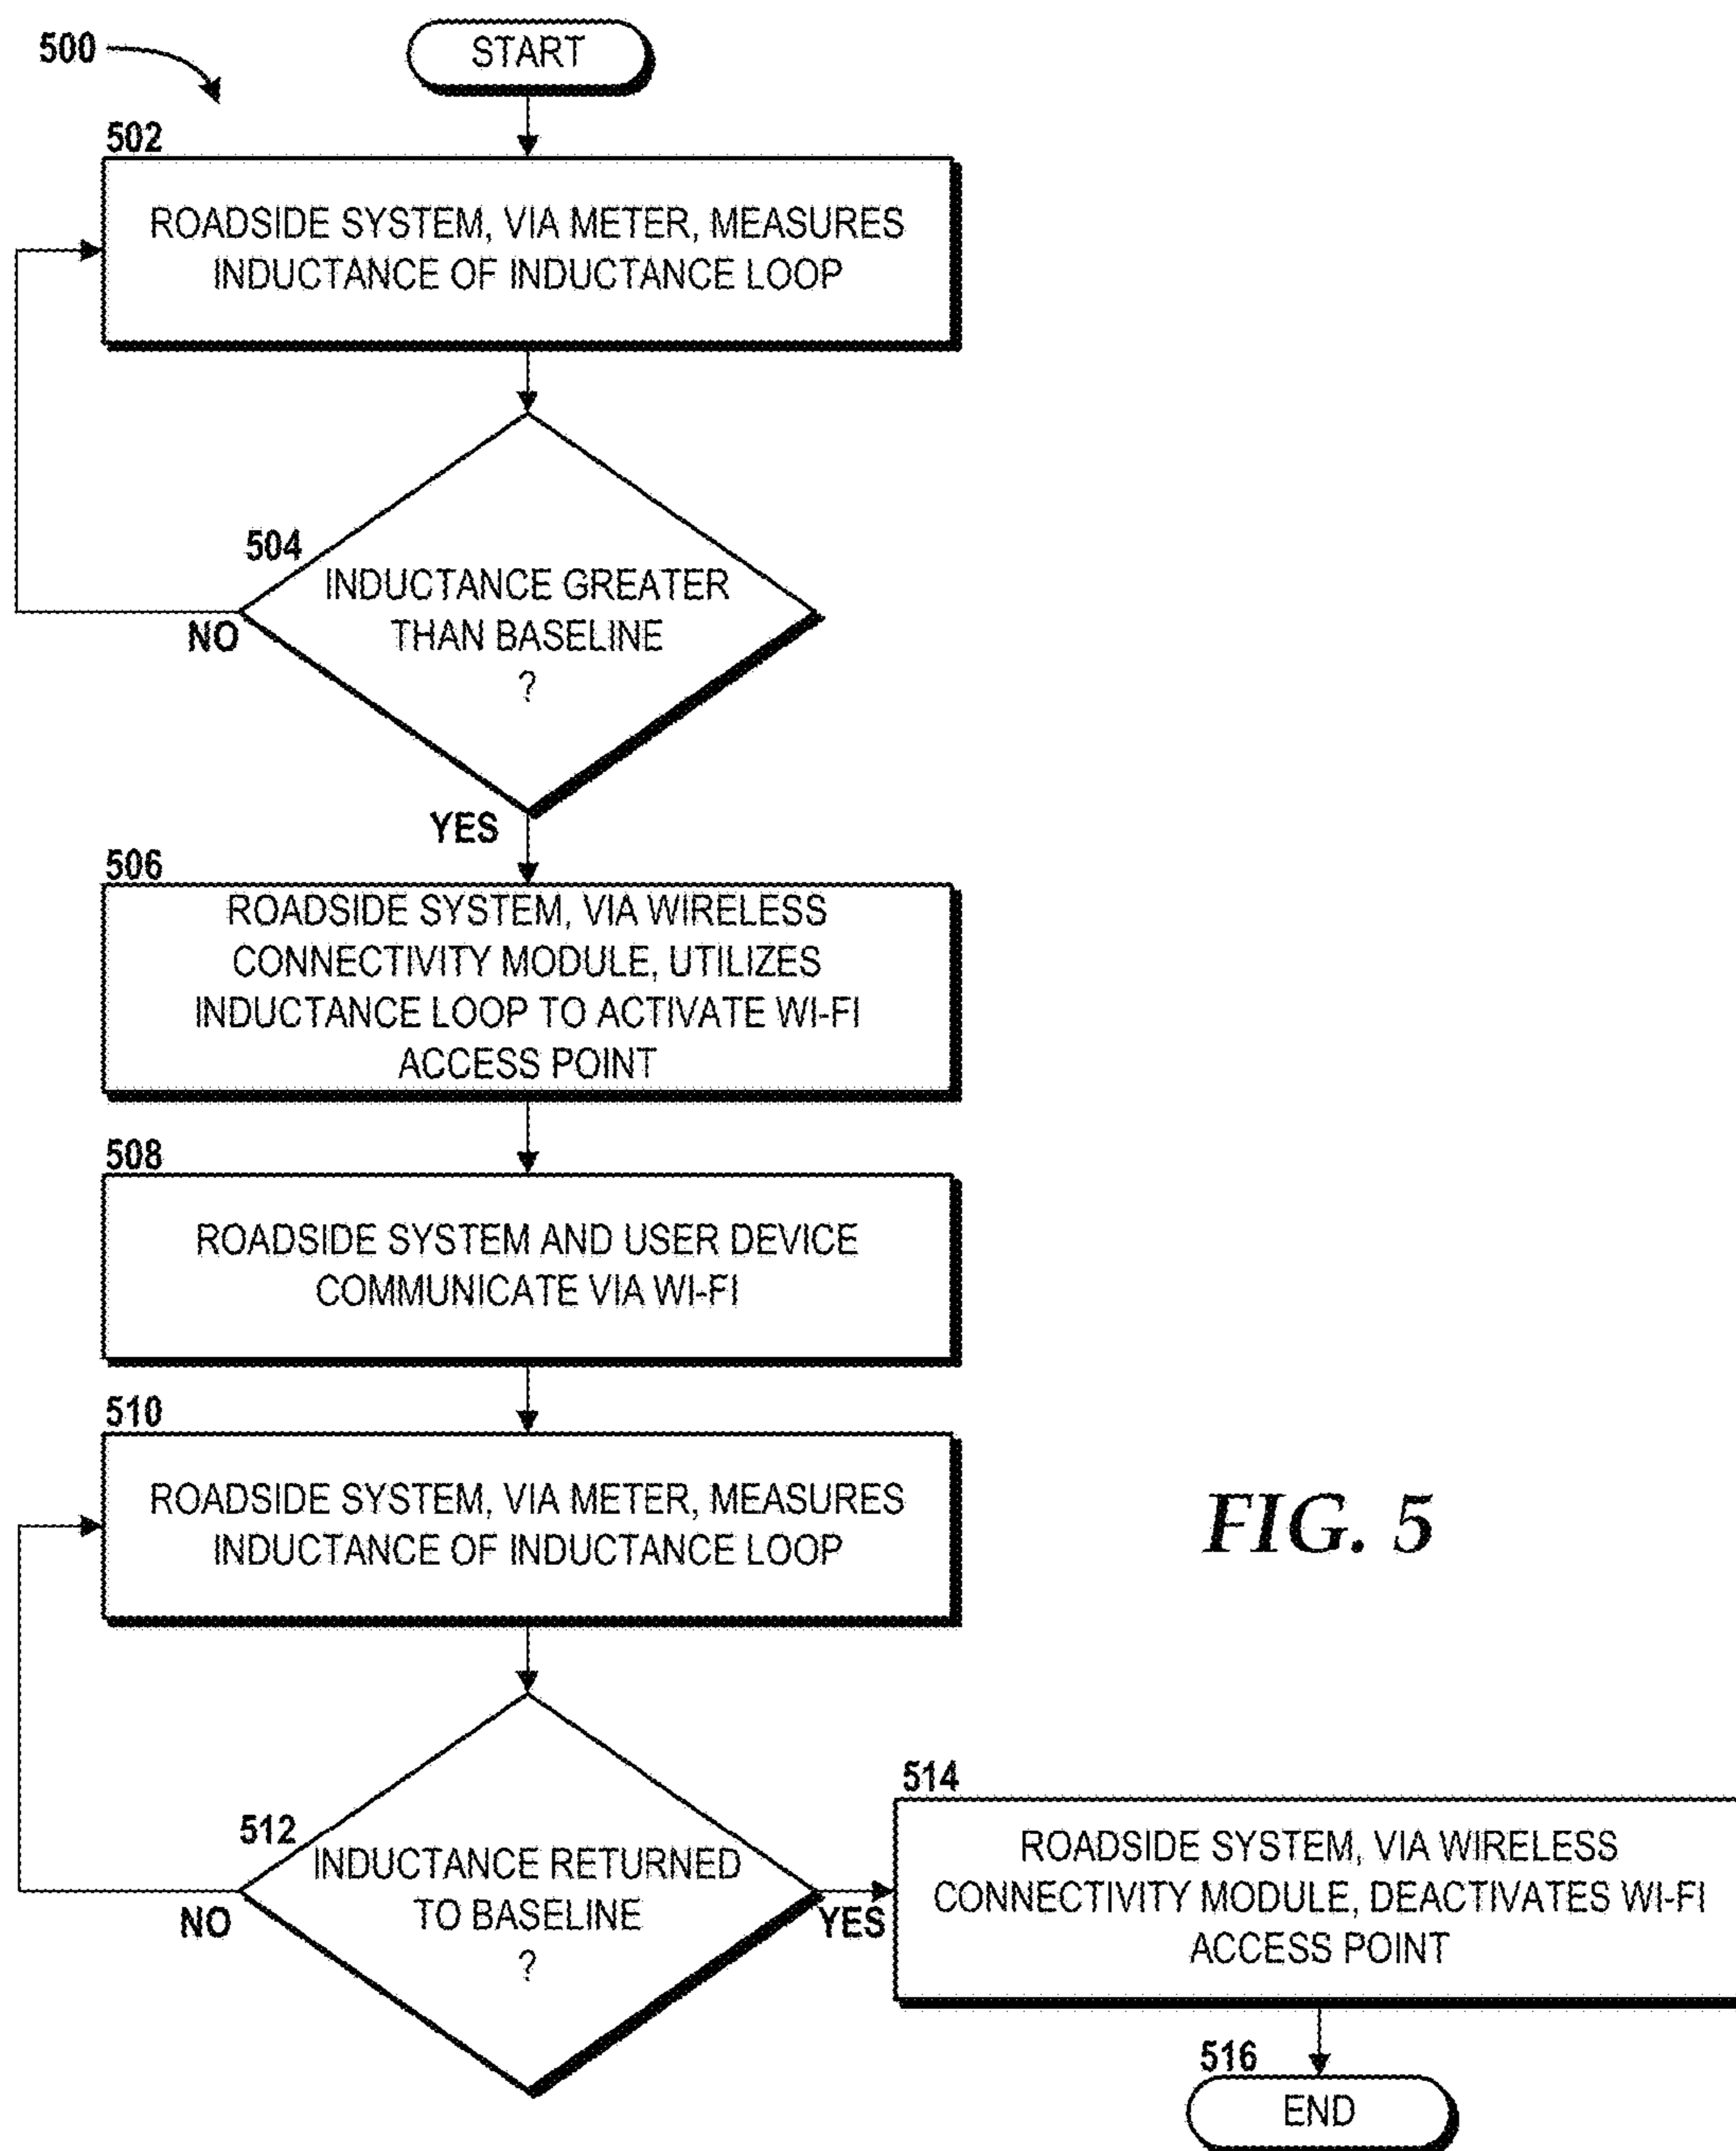 500
START
502
ROADSIDE SYSTEM, VIA METER, MEASURES
INDUCTANCE OF INDUCTANCE LOOP
504
INDUCTANCE GREATER
THAN BASELINE
?
NO
YES
506
ROADSIDE SYSTEM, VIA WIRELESS
CONNECTIVITY MODULE, UTILIZES
INDUCTANCE LOOP TO ACTIVATE WI-FI
ACCESS POINT
508
ROADSIDE SYSTEM AND USER DEVICE
COMMUNICATE VIA WI-FI
510
ROADSIDE SYSTEM, VIA METER, MEASURES
INDUCTANCE OF INDUCTANCE LOOP
FIG. 5
512
INDUCTANCE RETURNED
TO BASELINE
?
NO
YES
514
ROADSIDE SYSTEM, VIA WIRELESS
CONNECTIVITY MODULE, DEACTIVATES WI-FI
ACCESS POINT
516
END